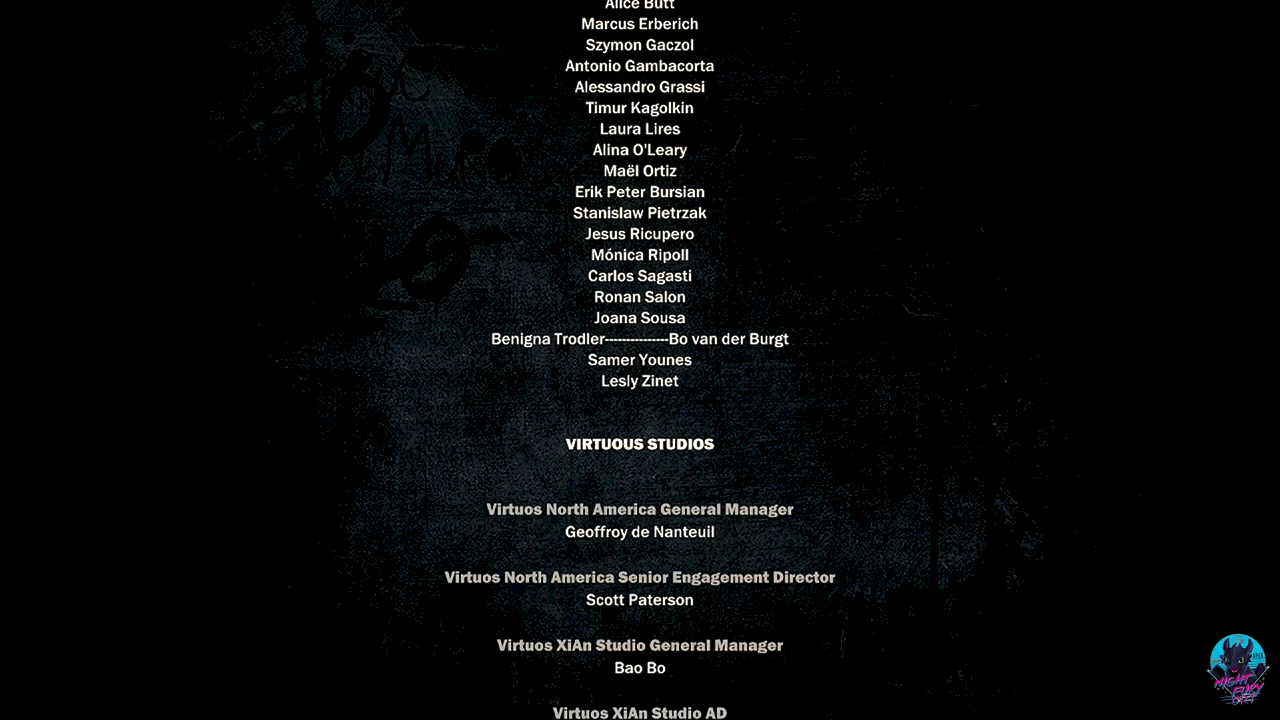 Alice Butt
Marcus Erberich
Szymon Gaczol
Antonio Gambacorta
Alessandro Grassi
Timur Kagolkin
Laura Lires
Alina O'Leary
Maël Ortiz
Erik Peter Bursian
Stanislaw Pietrzak
Jesus Ricupero
Mónica Ripoll
Carlos Sagasti
Ronan Salon
Joana Sousa
Benigna Trodler---------------Bo van der Burgt
Samer Younes
Lesly Zinet
VIRTUOUS STUDIOS
Virtuos North America General Manager
Geoffroy de Nanteuil
Virtuos North America Senior Engagement Director
Scott Paterson
Virtuos XiAn Studio General Manager
Bao Bo
Virtuos XiAn Studio AD
NIGHT
FURY